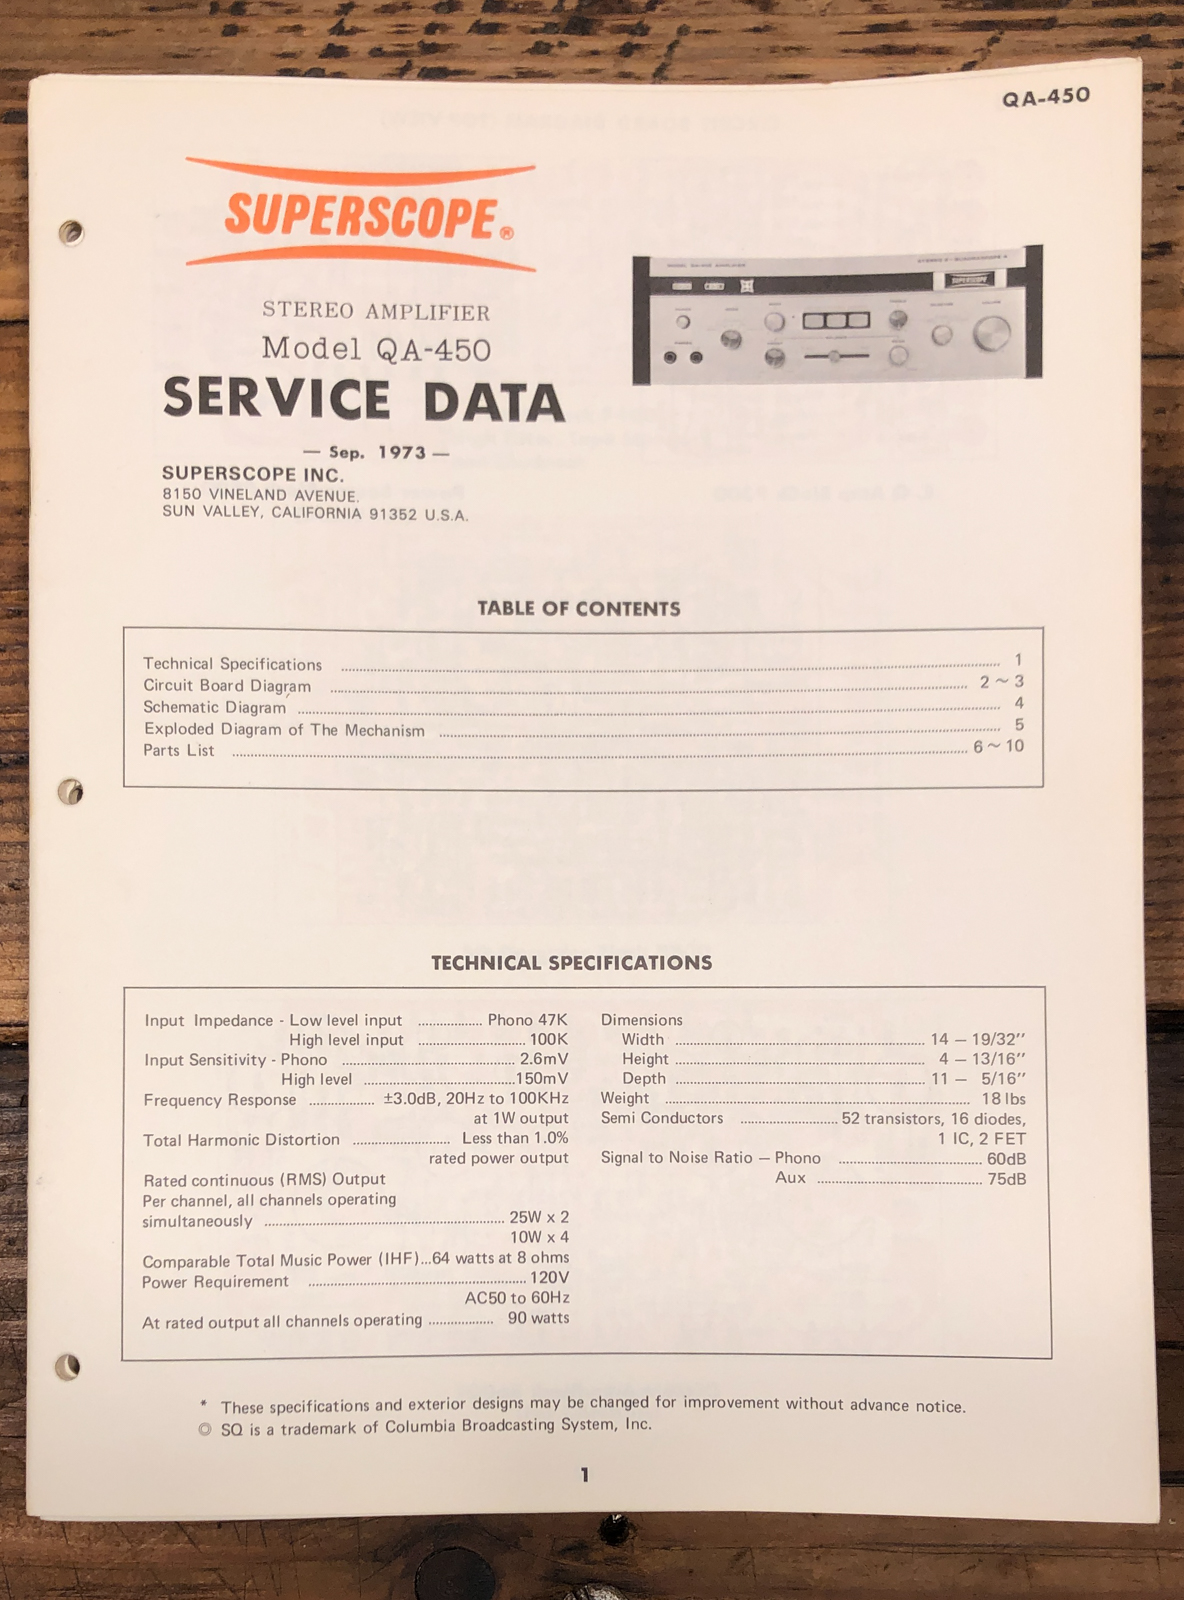 QA-450
SUPERSCOPE®
STEREO AMPLIFIER
Model QA-450
SERVICE DATA
— Sep. 1973 —
SUPERSCOPE INC.
8150 VINELAND AVENUE.
SUN VALLEY, CALIFORNIA 91352 U.S.A.
SUPERSCOPE
TABLE OF CONTENTS
Technical Specifications ........ 1
Circuit Board Diagram ........ 2 ~ 3
Schematic Diagram ........ 4
Exploded Diagram of The Mechanism ........ 5
Parts List ........ 6 ~ 10
TECHNICAL SPECIFICATIONS
Input Impedance - Low level input ........ Phono 47K
High level input ........ 100K
Input Sensitivity - Phono ........ 2.6mV
High level ........ 150mV
Frequency Response ........ ±3.0dB, 20Hz to 100KHz
at 1W output
Total Harmonic Distortion ........ Less than 1.0%
rated power output
Rated continuous (RMS) Output
Per channel, all channels operating
simultaneously ........ 25W x 2
10W x 4
Comparable Total Music Power (IHF)...64 watts at 8 ohms
Power Requirement ........ 120V
AC50 to 60Hz
At rated output all channels operating ........ 90 watts
Dimensions
Width ........ 14 — 19/32"
Height ........ 4 — 13/16"
Depth ........ 11 — 5/16"
Weight ........ 18 lbs
Semi Conductors ........ 52 transistors, 16 diodes,
1 IC, 2 FET
Signal to Noise Ratio — Phono ........ 60dB
Aux ........ 75dB
* These specifications and exterior designs may be changed for improvement without advance notice.
◎ SQ is a trademark of Columbia Broadcasting System, Inc.
1